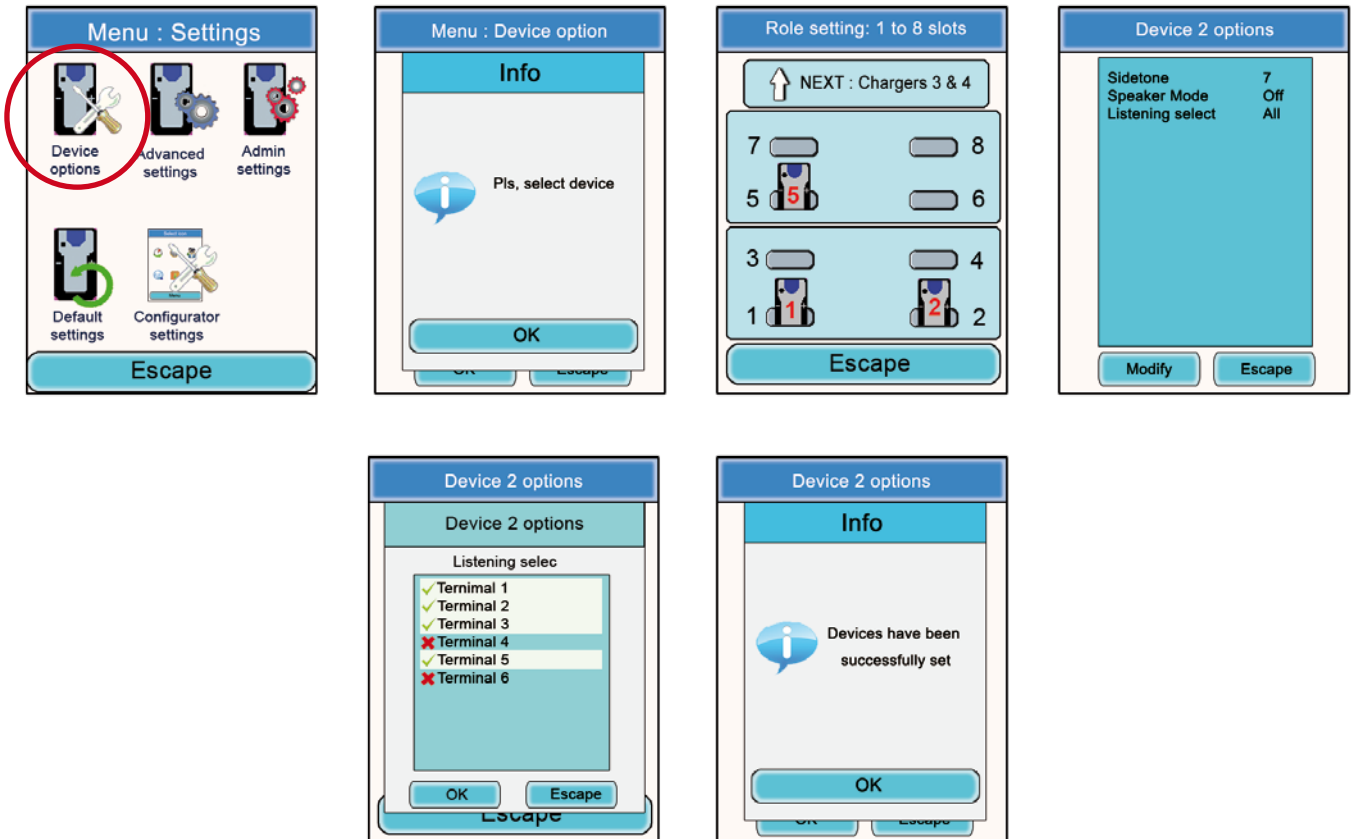 Menu : Settings
Device
options
Advanced
settings
Admin
settings
Default
settings
Configurator
settings
Escape
Menu : Device option
Info
Pls, select device
OK
OK
Escape
Role setting: 1 to 8 slots
NEXT : Chargers 3 & 4
7
8
5
5
6
3
4
1
1
2
2
Escape
Device 2 options
Sidetone 7
Speaker Mode Off
Listening select All
Modify
Escape
Device 2 options
Device 2 options
Listening selec
Ternimal 1
Terminal 2
Terminal 3
Terminal 4
Terminal 5
Terminal 6
OK
Escape
Escape
Device 2 options
Info
Devices have been
successfully set
OK
OK
Escape